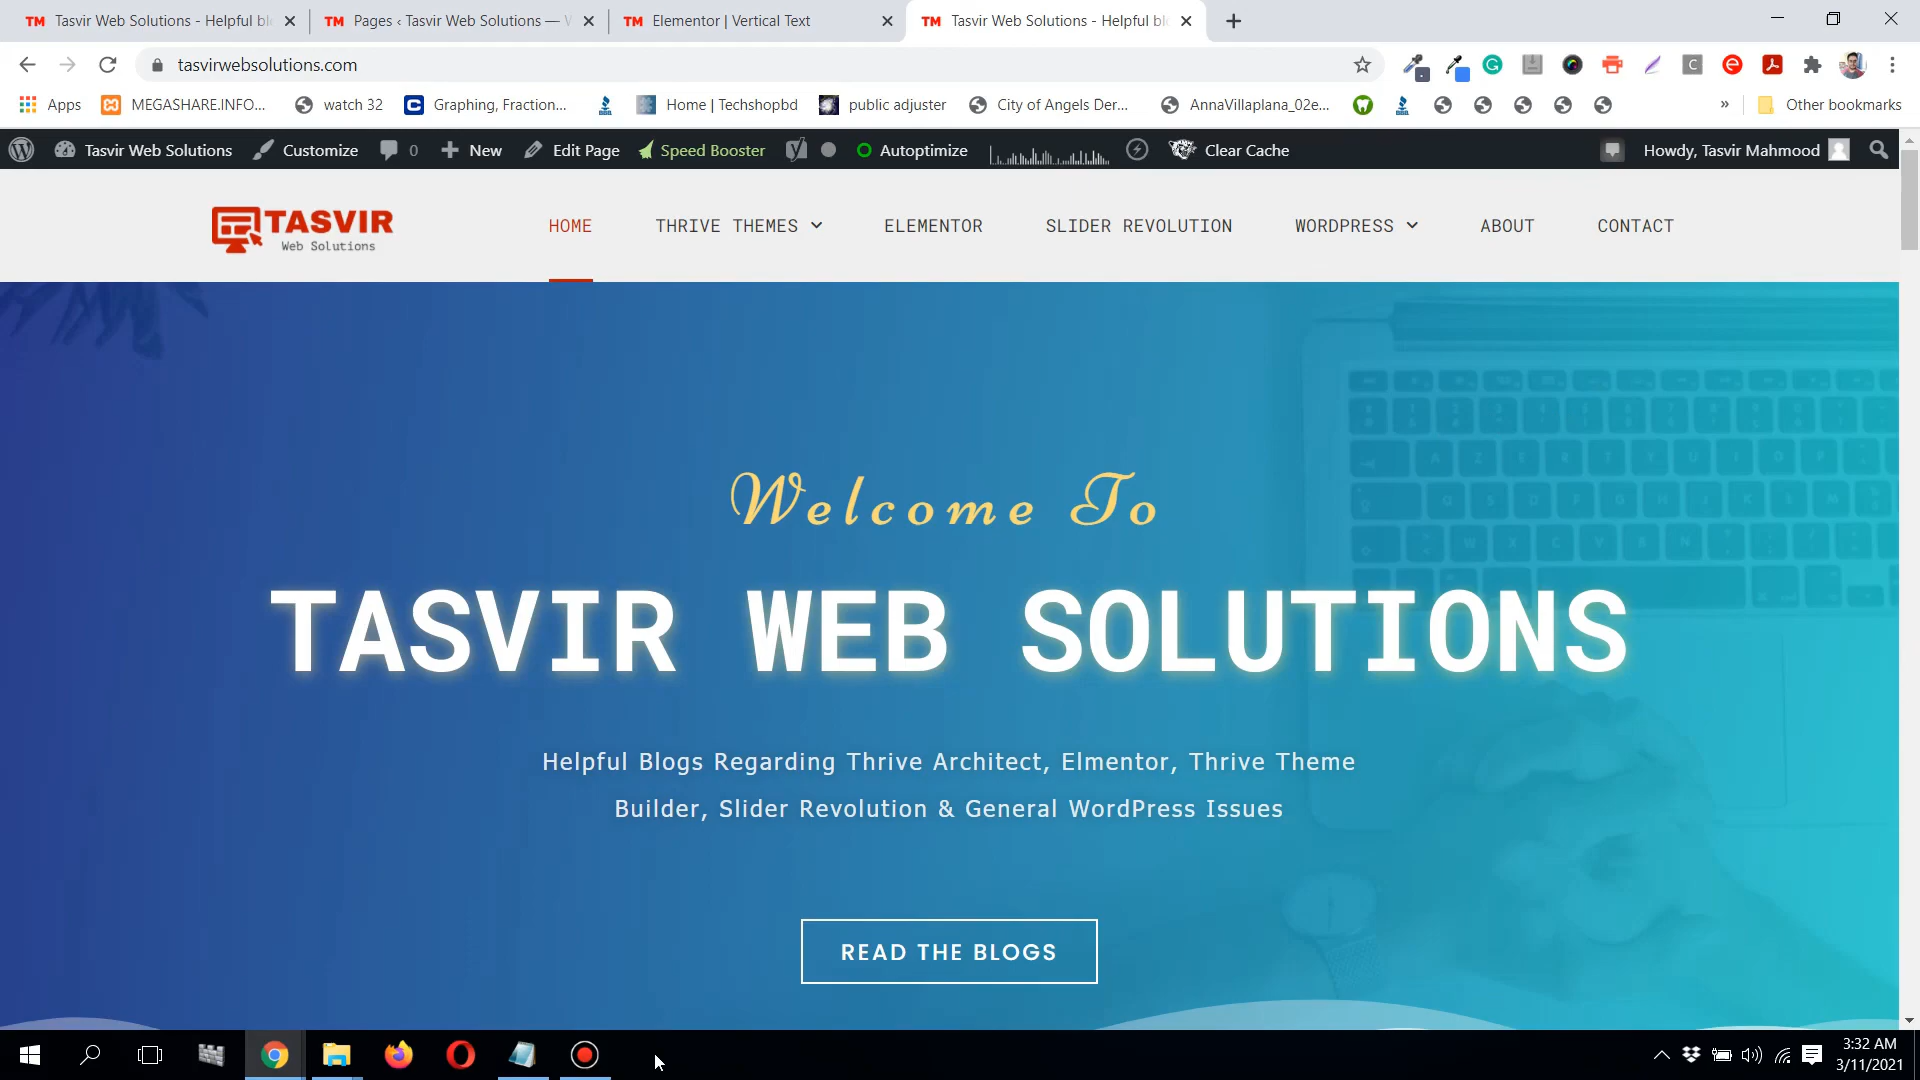 Tasvir Web Solutions - Helpful bl
Pages ‹ Tasvir Web Solutions — W
Elementor | Vertical Text
Tasvir Web Solutions - Helpful bl
tasvirwebsolutions.com
Apps
MEGASHARE.INFO...
watch 32
Graphing, Fraction...
Home | Techshopbd
public adjuster
City of Angels Der...
AnnaVillaplana_02e...
»
Other bookmarks
Tasvir Web Solutions
Customize
0
New
Edit Page
Speed Booster
Autoptimize
Clear Cache
Howdy, Tasvir Mahmood
TASVIR
Web Solutions
HOME
THRIVE THEMES
ELEMENTOR
SLIDER REVOLUTION
WORDPRESS
ABOUT
CONTACT
Welcome To
TASVIR WEB SOLUTIONS
Helpful Blogs Regarding Thrive Architect, Elmentor, Thrive Theme
Builder, Slider Revolution & General WordPress Issues
READ THE BLOGS
3:32 AM
3/11/2021